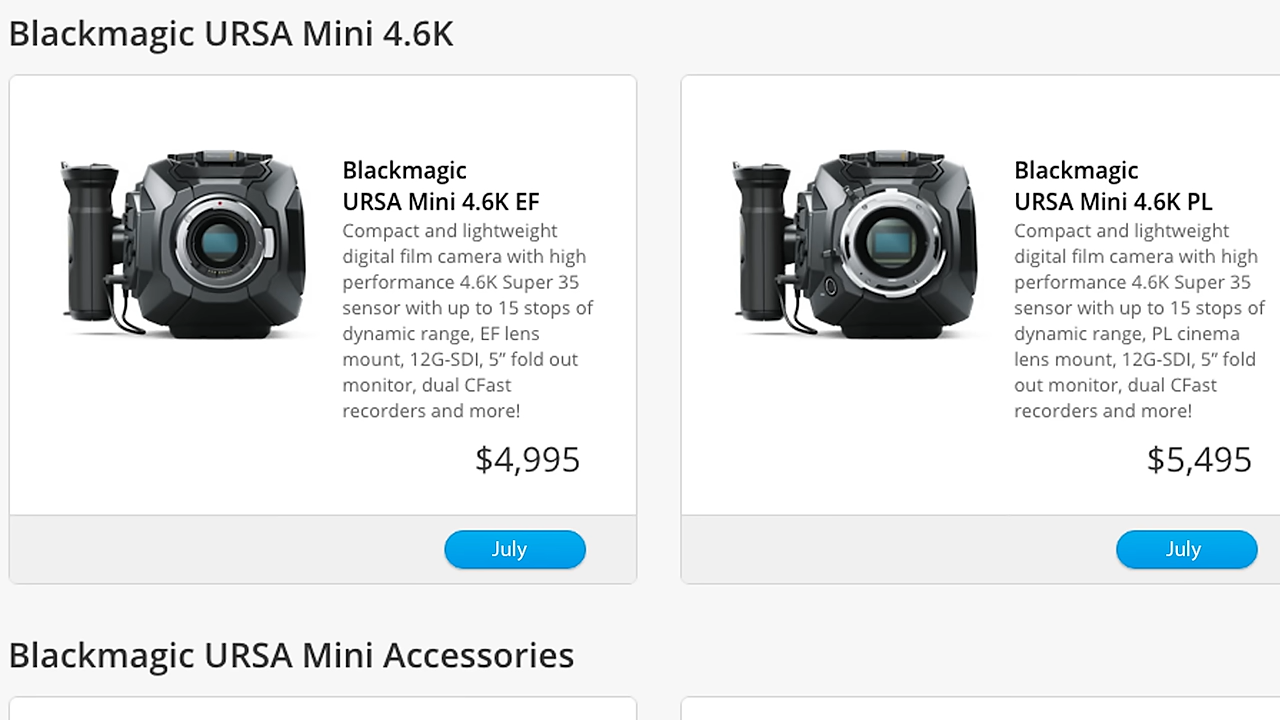 Blackmagic URSA Mini 4.6K
Blackmagic
URSA Mini 4.6K EF
Compact and lightweight
digital film camera with high
performance 4.6K Super 35
sensor with up to 15 stops of
dynamic range, EF lens
mount, 12G-SDI, 5” fold out
monitor, dual CFast
recorders and more!
$4,995
July
Blackmagic
URSA Mini 4.6K PL
Compact and lightweight
digital film camera with high
performance 4.6K Super 35
sensor with up to 15 stops of
dynamic range, PL cinema
lens mount, 12G-SDI, 5” fold
out monitor, dual CFast
recorders and more!
$5,495
July
Blackmagic URSA Mini Accessories